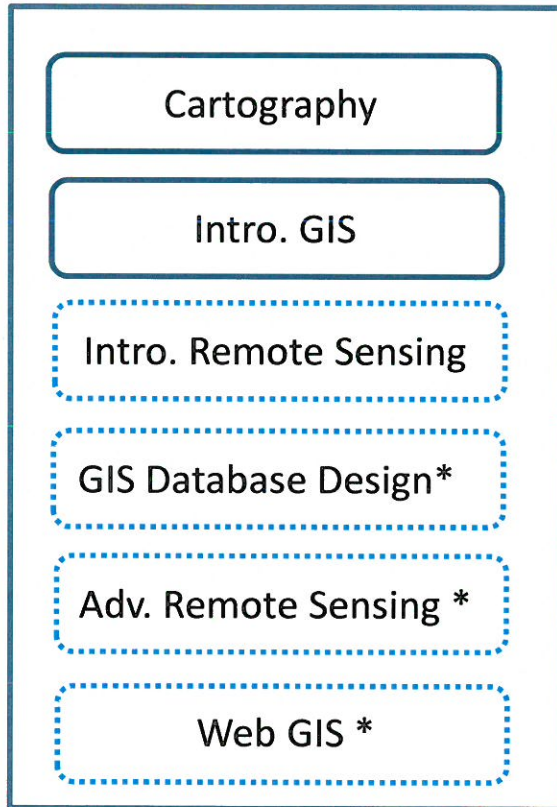 Cartography
Intro. GIS
Intro. Remote Sensing
GIS Database Design*
Adv. Remote Sensing *
Web GIS *